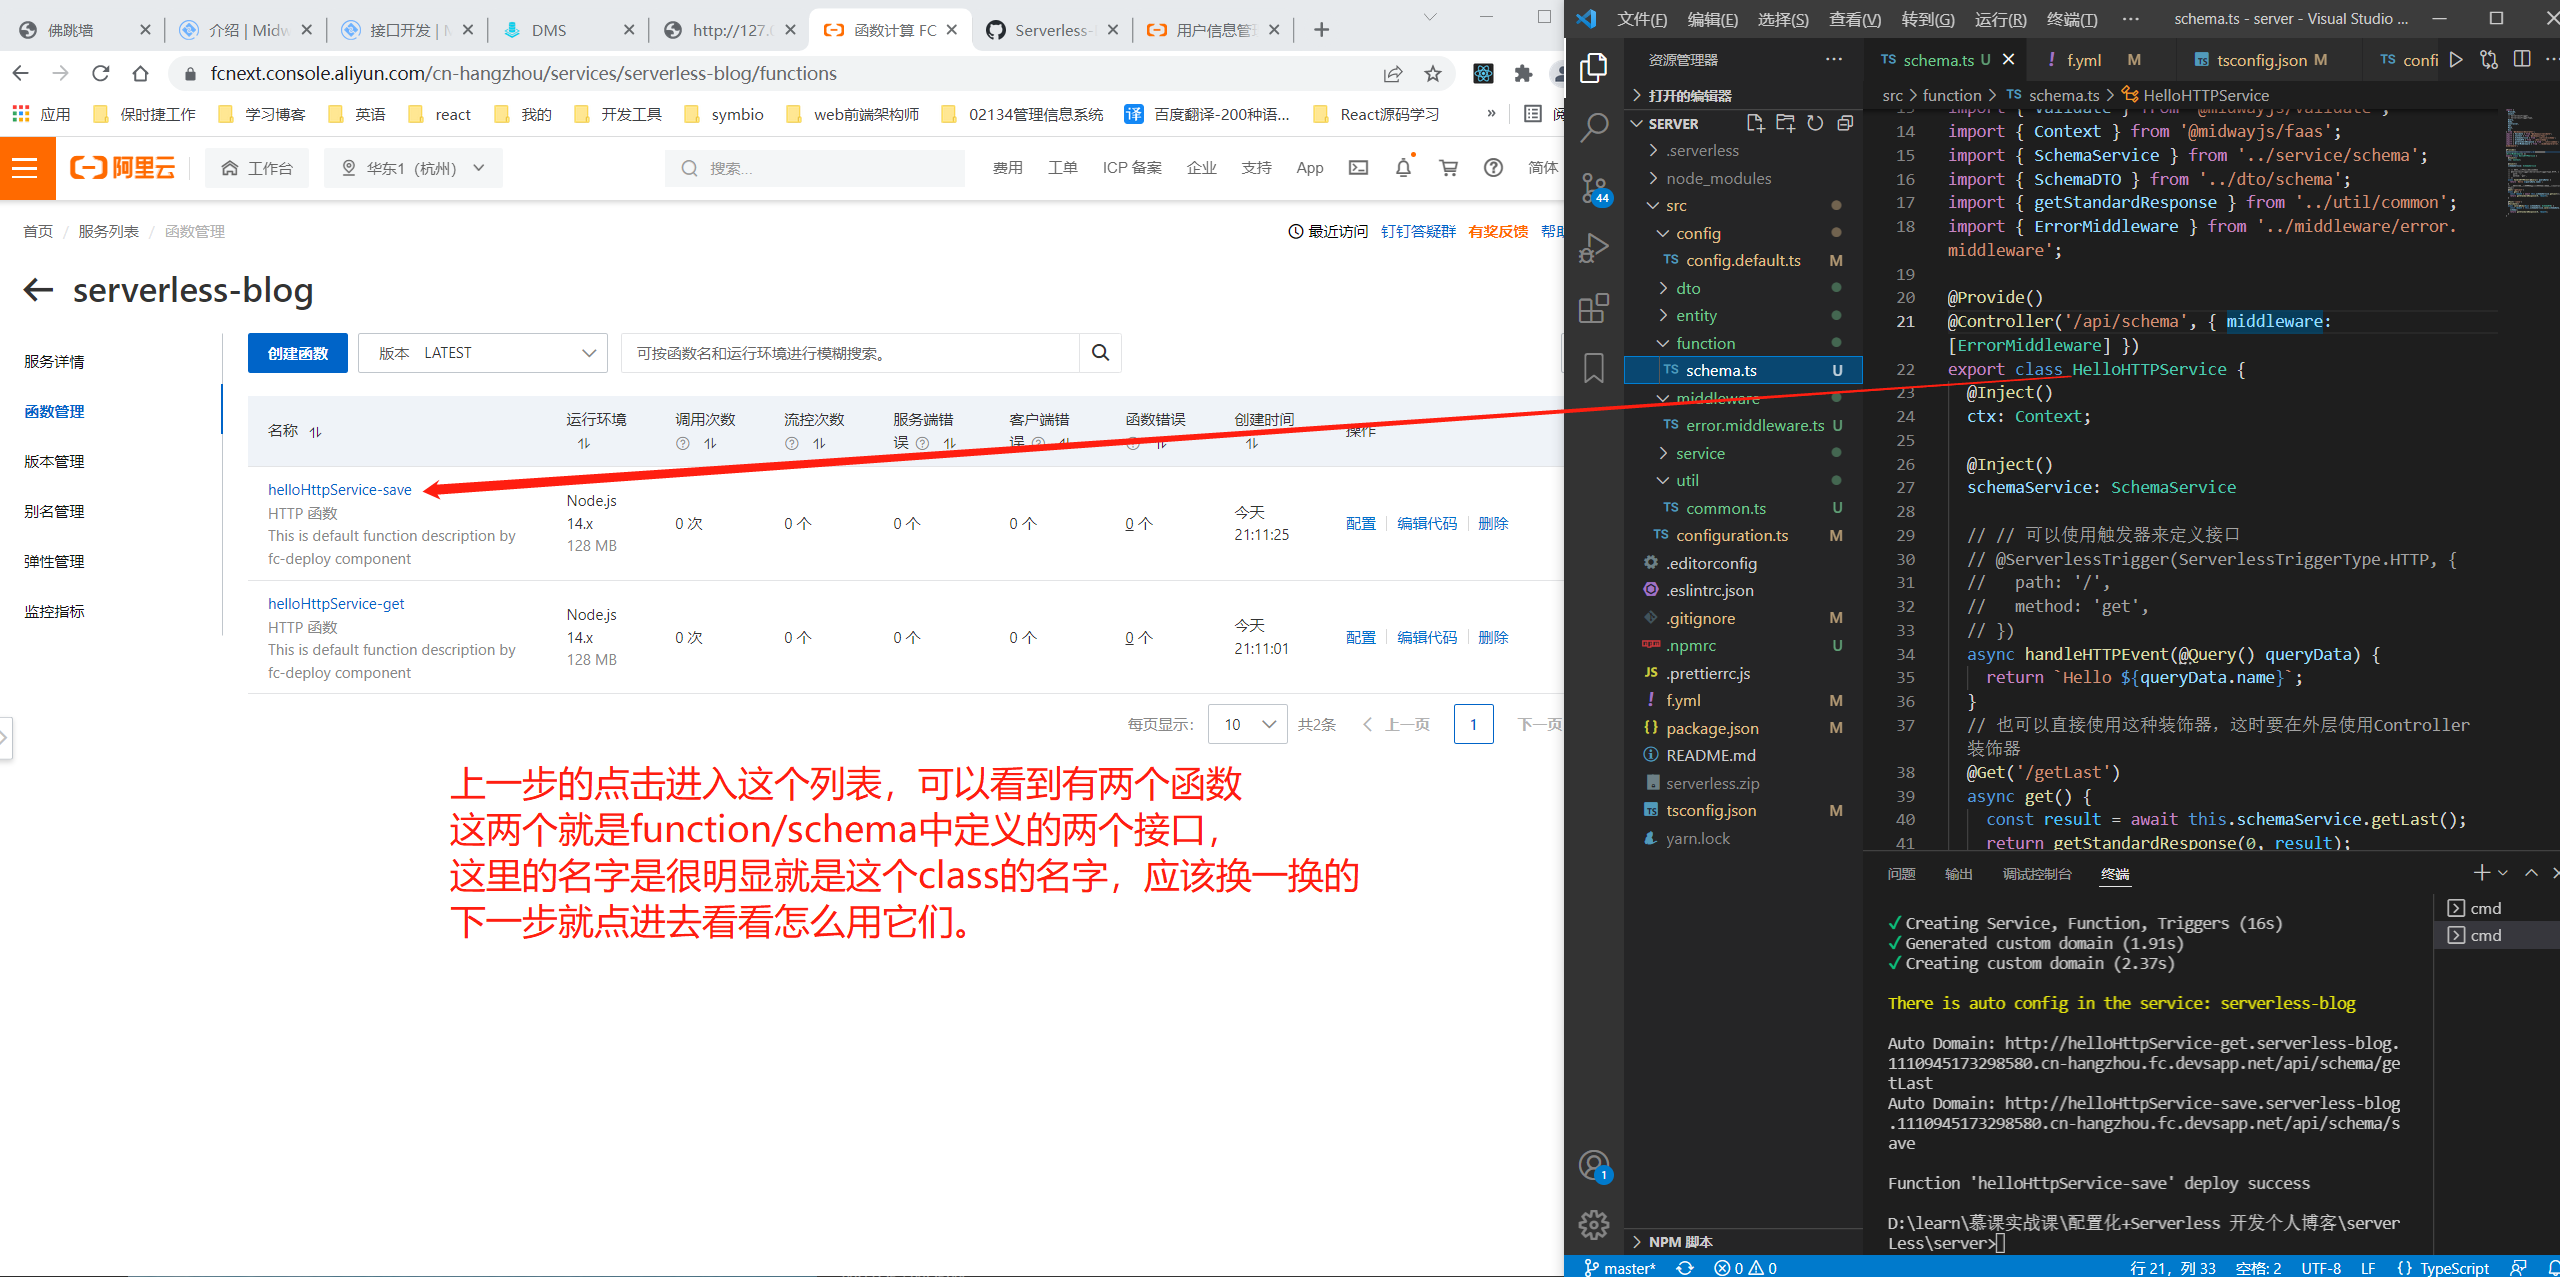 佛跳墙
介绍 | Midw
接口开发 | M
DMS
http://127.0
函数计算 FC
Serverless-
用户信息管
fcnext.console.aliyun.com/cn-hangzhou/services/serverless-blog/functions
应用 保时捷工作 学习博客 英语 react 我的 开发工具 symbio web前端架构师 02134管理信息系统 百度翻译-200种语... React源码学习 »
阿里云 工作台 华东1（杭州） 搜索... 费用 工单 ICP 备案 企业 支持 App 简体
首页 / 服务列表 / 函数管理
最近访问 钉钉答疑群 有奖反馈 帮助
serverless-blog
服务详情
函数管理
版本管理
别名管理
弹性管理
监控指标
创建函数 版本 LATEST 可按函数名和运行环境进行模糊搜索。
名称 运行环境 调用次数 流控次数 服务端错误 客户端错误 函数错误 创建时间 操作
helloHttpService-save
HTTP 函数
This is default function description by
fc-deploy component
Node.js
14.x
128 MB
0 次 0 个 0 个 0 个 0 个
今天
21:11:25
配置 编辑代码 删除
helloHttpService-get
HTTP 函数
This is default function description by
fc-deploy component
Node.js
14.x
128 MB
0 次 0 个 0 个 0 个 0 个
今天
21:11:01
配置 编辑代码 删除
每页显示: 10 共2条 上一页 1 下一页
上一步的点击进入这个列表，可以看到有两个函数
这两个就是function/schema中定义的两个接口，
这里的名字是很明显就是这个class的名字，应该换一换的
下一步就点进去看看怎么用它们。
文件(F) 编辑(E) 选择(S) 查看(V) 转到(G) 运行(R) 终端(T) ··· schema.ts - server - Visual Studio ...
资源管理器 ···
打开的编辑器
SERVER
.serverless
node_modules
src
config
TS config.default.ts M
dto
entity
function
TS schema.ts U
middleware
TS error.middleware.ts U
service
util
TS common.ts U
TS configuration.ts M
.editorconfig
.eslintrc.json
.gitignore M
.npmrc U
JS .prettierrc.js
! f.yml M
{} package.json M
README.md
serverless.zip
tsconfig.json M
yarn.lock
NPM 脚本
44
1
TS schema.ts U ! f.yml M tsconfig.json M TS confi
src > function > TS schema.ts > HelloHTTPService
13 import { Validate } from '@midwayjs/validate';
14 import { Context } from '@midwayjs/faas';
15 import { SchemaService } from '../service/schema';
16 import { SchemaDTO } from '../dto/schema';
17 import { getStandardResponse } from '../util/common';
18 import { ErrorMiddleware } from '../middleware/error.
middleware';
19
20 @Provide()
21 @Controller('/api/schema', { middleware:
[ErrorMiddleware] })
22 export class HelloHTTPService {
23 @Inject()
24 ctx: Context;
25
26 @Inject()
27 schemaService: SchemaService
28
29 // // 可以使用触发器来定义接口
30 // @ServerlessTrigger(ServerlessTriggerType.HTTP, {
31 // path: '/',
32 // method: 'get',
33 // })
34 async handleHTTPEvent(@Query() queryData) {
35 return `Hello ${queryData.name}`;
36 }
37 // 也可以直接使用这种装饰器，这时要在外层使用Controller
装饰器
38 @Get('/getLast')
39 async get() {
40 const result = await this.schemaService.getLast();
41 return getStandardResponse(0, result);
问题 输出 调试控制台 终端
cmd
cmd
✓ Creating Service, Function, Triggers (16s)
✓ Generated custom domain (1.91s)
✓ Creating custom domain (2.37s)
There is auto config in the service: serverless-blog
Auto Domain: http://helloHttpService-get.serverless-blog.
1110945173298580.cn-hangzhou.fc.devsapp.net/api/schema/ge
tLast
Auto Domain: http://helloHttpService-save.serverless-blog
.1110945173298580.cn-hangzhou.fc.devsapp.net/api/schema/s
ave
Function 'helloHttpService-save' deploy success
D:\learn\慕课实战课\配置化+Serverless 开发个人博客\server
Less\server>
master* 0 0 行 21，列 33 空格: 2 UTF-8 LF {} TypeScript